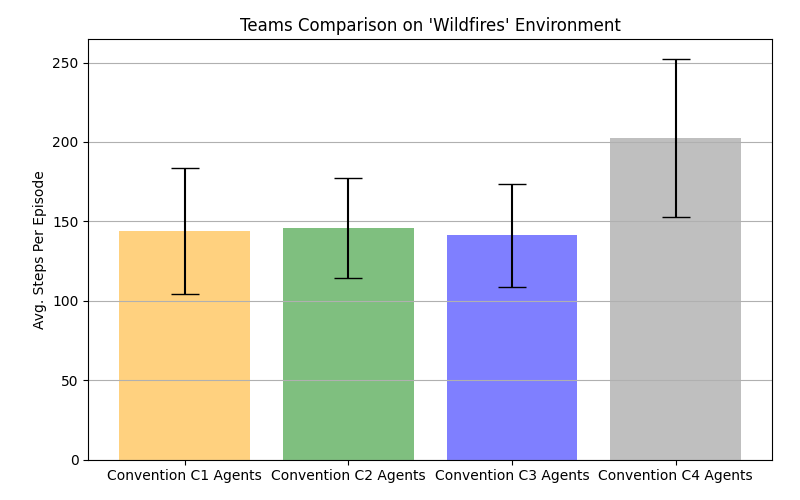 Teams Comparison on 'Wildfires' Environment
Avg. Steps Per Episode
250
200
150
100
50
0
Convention C1 Agents Convention C2 Agents Convention C3 Agents Convention C4 Agents